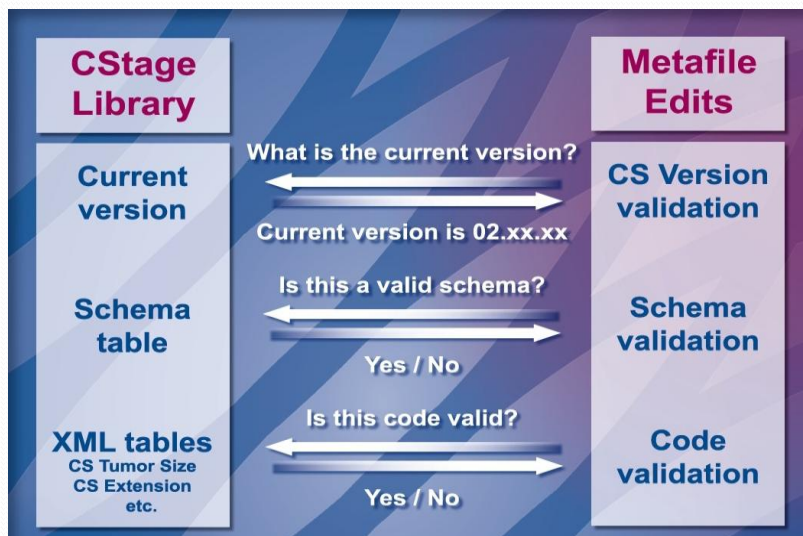 CStage
Library
Metafile
Edits
What is the current version?
Current
version
CS Version
validation
Current version is 02.xx.xx
Is this a valid schema?
Schema
table
Schema
validation
Yes / No
Is this code valid?
XML tables
CS Tumor Size
CS Extension
etc.
Code
validation
Yes / No